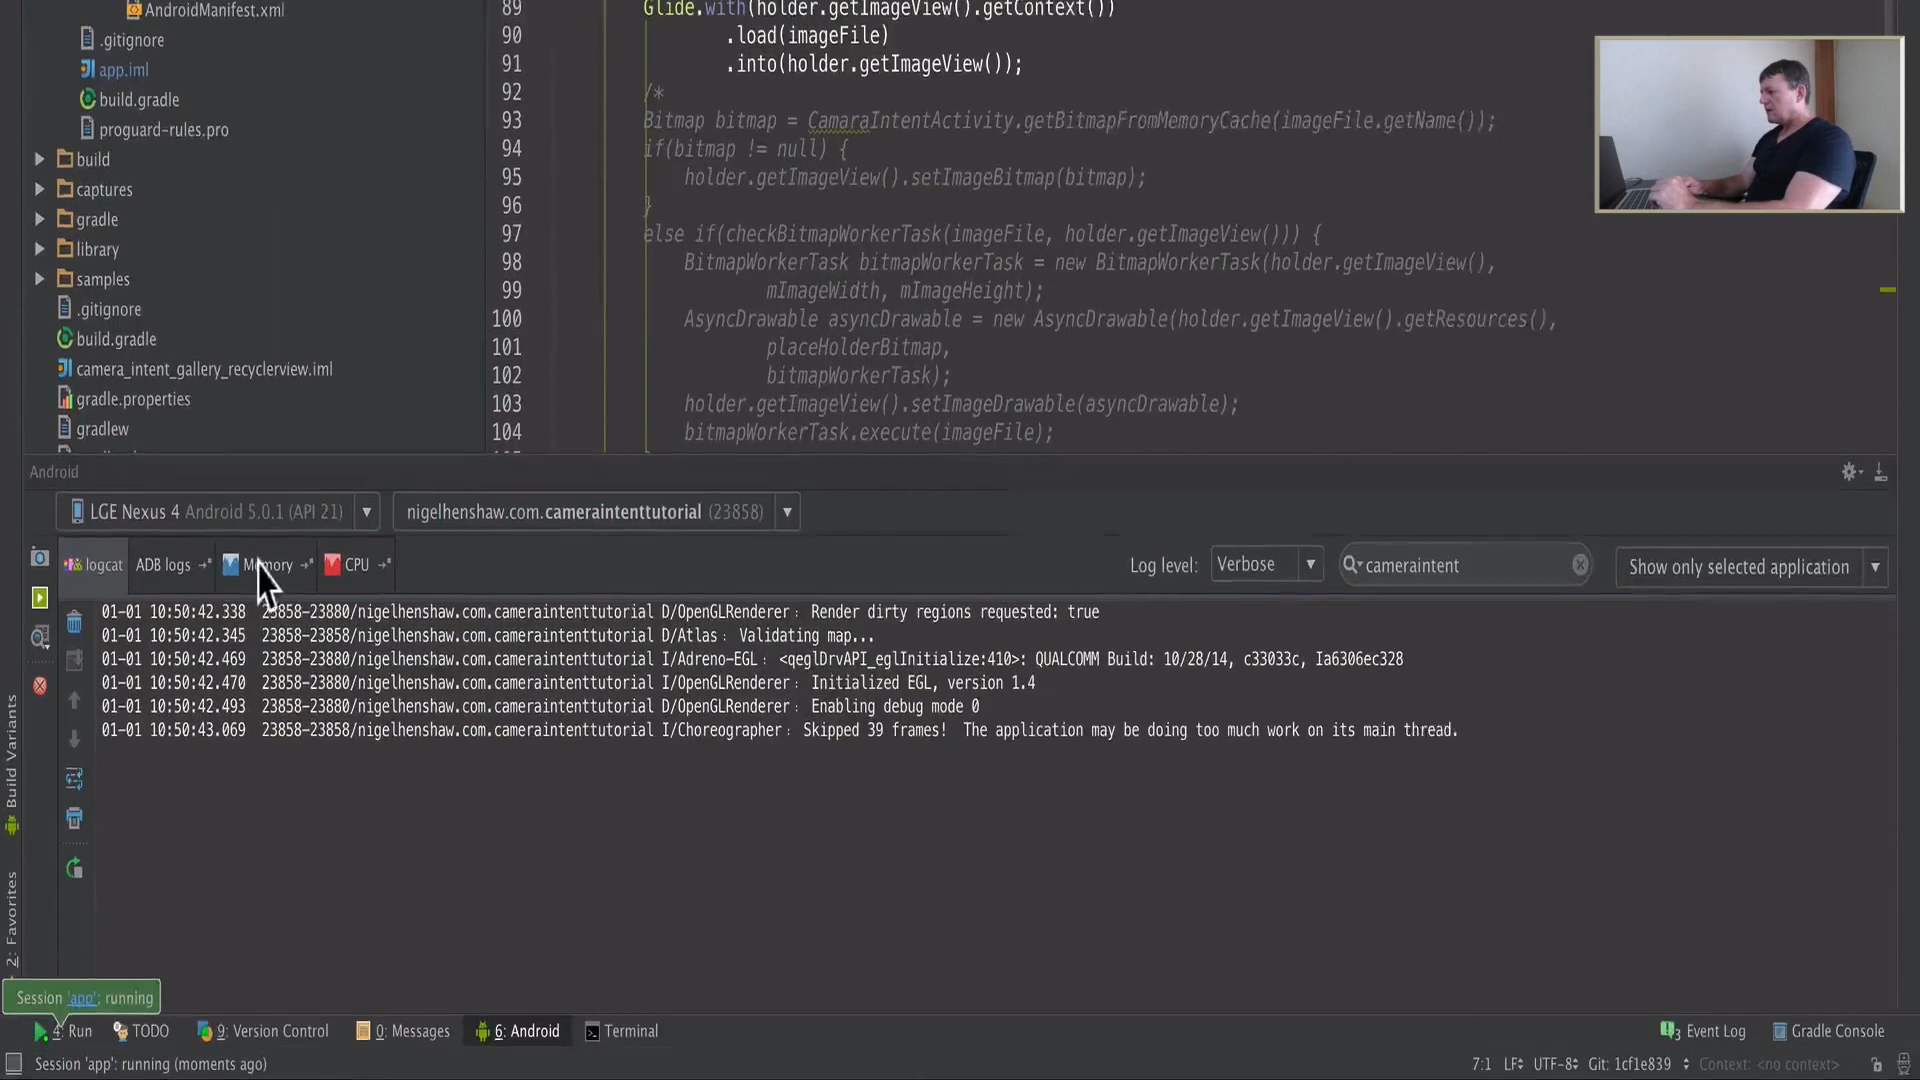 AndroidManifest.xml
.gitignore
app.iml
build.gradle
proguard-rules.pro
build
captures
gradle
library
samples
.gitignore
build.gradle
camera_intent_gallery_recyclerview.iml
gradle.properties
gradlew
89 Glide.with(holder.getImageView().getContext())
90 .load(imageFile)
91 .into(holder.getImageView());
92 /*
93 Bitmap bitmap = CamaraIntentActivity.getBitmapFromMemoryCache(imageFile.getName());
94 if(bitmap != null) {
95 holder.getImageView().setImageBitmap(bitmap);
96 }
97 else if(checkBitmapWorkerTask(imageFile, holder.getImageView())) {
98 BitmapWorkerTask bitmapWorkerTask = new BitmapWorkerTask(holder.getImageView(),
99 mImageWidth, mImageHeight);
100 AsyncDrawable asyncDrawable = new AsyncDrawable(holder.getImageView().getResources(),
101 placeHolderBitmap,
102 bitmapWorkerTask);
103 holder.getImageView().setImageDrawable(asyncDrawable);
104 bitmapWorkerTask.execute(imageFile);
Android
LGE Nexus 4 Android 5.0.1 (API 21) nigelhenshaw.com.cameraintenttutorial (23858)
logcat ADB logs Memory CPU Log level: Verbose cameraintent Show only selected application
01-01 10:50:42.338 23858-23880/nigelhenshaw.com.cameraintenttutorial D/OpenGLRenderer: Render dirty regions requested: true
01-01 10:50:42.345 23858-23858/nigelhenshaw.com.cameraintenttutorial D/Atlas: Validating map...
01-01 10:50:42.469 23858-23880/nigelhenshaw.com.cameraintenttutorial I/Adreno-EGL: <qeglDrvAPI_eglInitialize:410>: QUALCOMM Build: 10/28/14, c33033c, Ia6306ec328
01-01 10:50:42.470 23858-23880/nigelhenshaw.com.cameraintenttutorial I/OpenGLRenderer: Initialized EGL, version 1.4
01-01 10:50:42.493 23858-23880/nigelhenshaw.com.cameraintenttutorial D/OpenGLRenderer: Enabling debug mode 0
01-01 10:50:43.069 23858-23858/nigelhenshaw.com.cameraintenttutorial I/Choreographer: Skipped 39 frames! The application may be doing too much work on its main thread.
Build Variants
2: Favorites
Session 'app': running
4: Run TODO 9: Version Control 0: Messages 6: Android Terminal 3 Event Log Gradle Console
Session 'app': running (moments ago) 7:1 LF UTF-8 Git: 1cf1e839 Context: <no context>